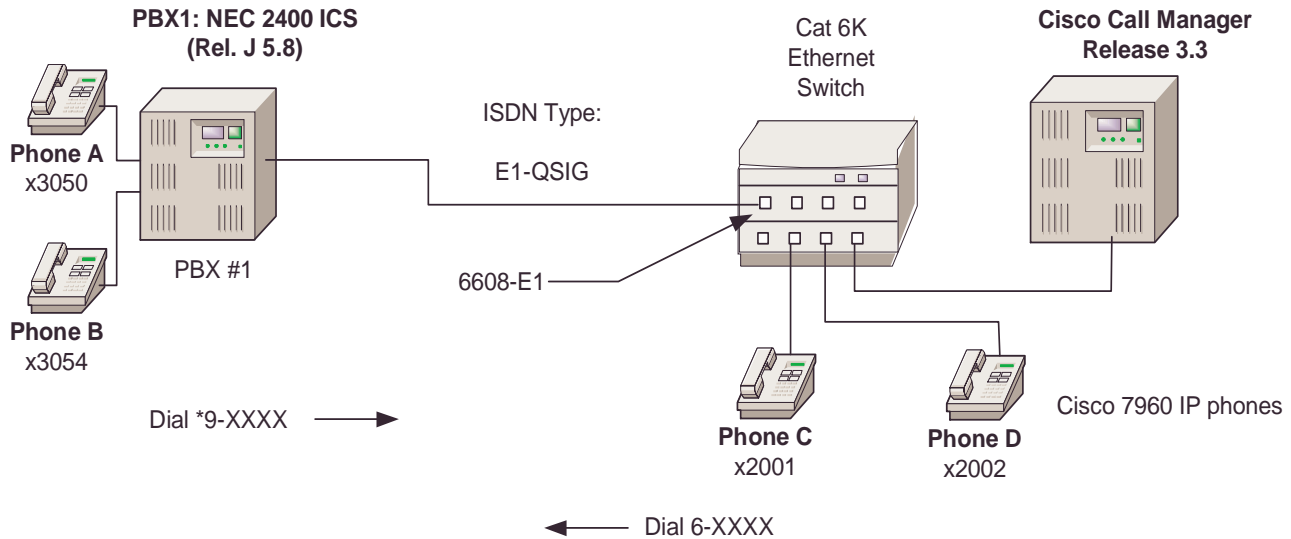 PBX1: NEC 2400 ICS
(Rel. J 5.8)
Cat 6K
Ethernet
Switch
Cisco Call Manager
Release 3.3
ISDN Type:
E1-QSIG
Phone A
x3050
PBX #1
6608-E1
Phone B
x3054
Dial *9-XXXX
Phone C
x2001
Phone D
x2002
Cisco 7960 IP phones
Dial 6-XXXX